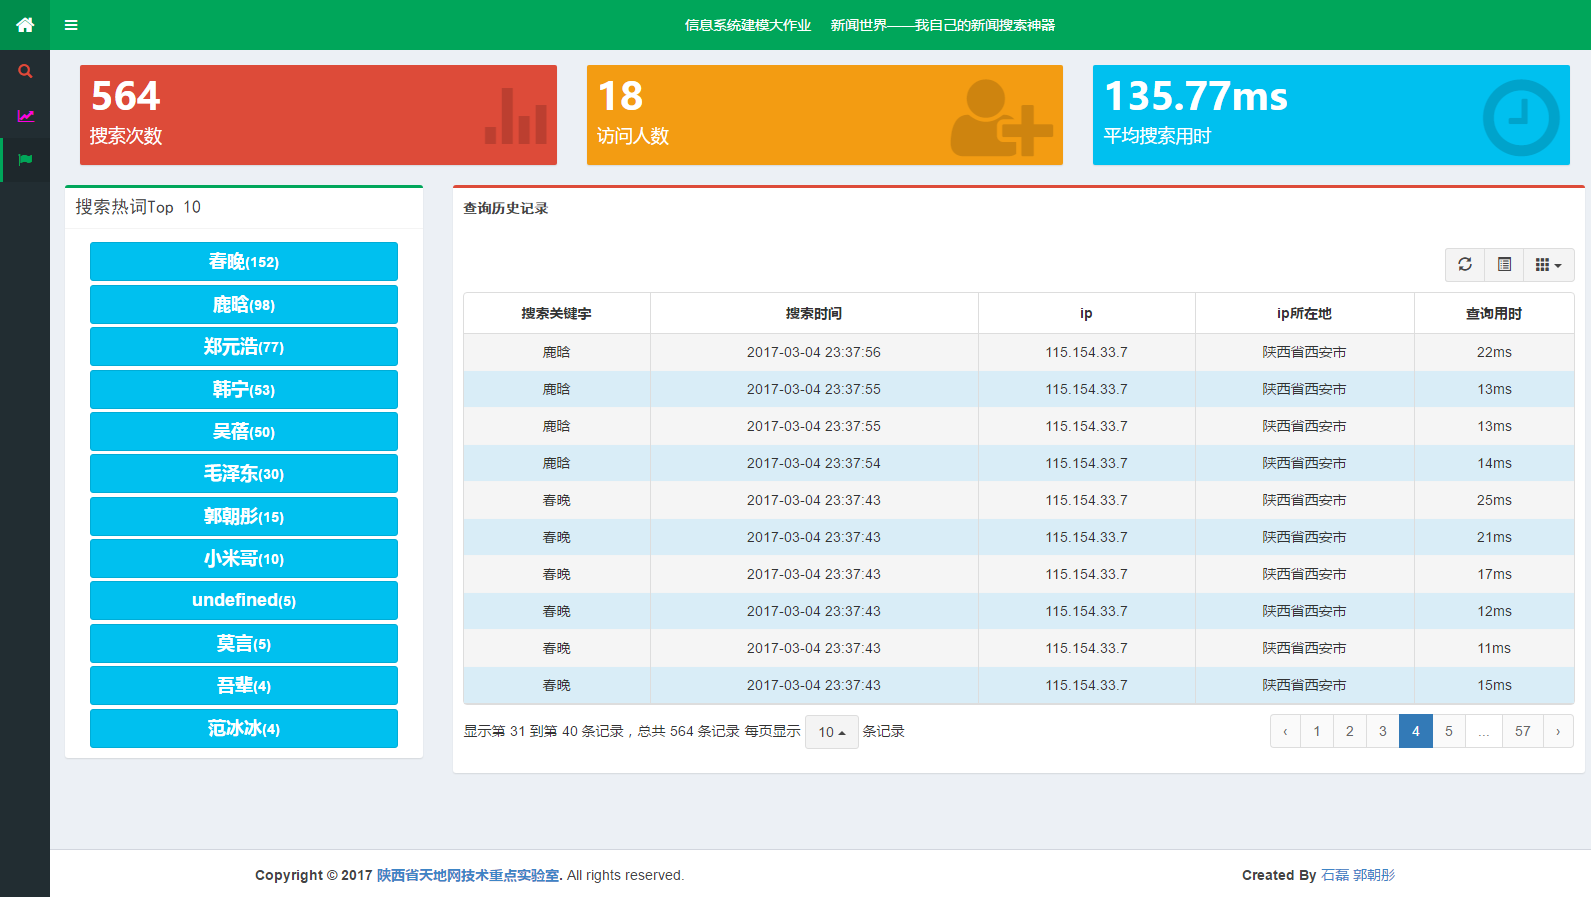 信息系统建模大作业 新闻世界——我自己的新闻搜索神器
564
搜索次数
18
访问人数
135.77ms
平均搜索用时
搜索热词Top 10
春晚(152)
鹿晗(98)
郑元浩(77)
韩宁(53)
吴蓓(50)
毛泽东(30)
郭朝彤(15)
小米哥(10)
undefined(5)
莫言(5)
吾辈(4)
范冰冰(4)
查询历史记录
搜索关键字 搜索时间 ip ip所在地 查询用时
鹿晗 2017-03-04 23:37:56 115.154.33.7 陕西省西安市 22ms
鹿晗 2017-03-04 23:37:55 115.154.33.7 陕西省西安市 13ms
鹿晗 2017-03-04 23:37:55 115.154.33.7 陕西省西安市 13ms
鹿晗 2017-03-04 23:37:54 115.154.33.7 陕西省西安市 14ms
春晚 2017-03-04 23:37:43 115.154.33.7 陕西省西安市 25ms
春晚 2017-03-04 23:37:43 115.154.33.7 陕西省西安市 21ms
春晚 2017-03-04 23:37:43 115.154.33.7 陕西省西安市 17ms
春晚 2017-03-04 23:37:43 115.154.33.7 陕西省西安市 12ms
春晚 2017-03-04 23:37:43 115.154.33.7 陕西省西安市 11ms
春晚 2017-03-04 23:37:43 115.154.33.7 陕西省西安市 15ms
显示第 31 到第 40 条记录，总共 564 条记录 每页显示 10 条记录
‹ 1 2 3 4 5 ... 57 ›
Copyright © 2017 陕西省天地网技术重点实验室. All rights reserved.
Created By 石磊 郭朝彤